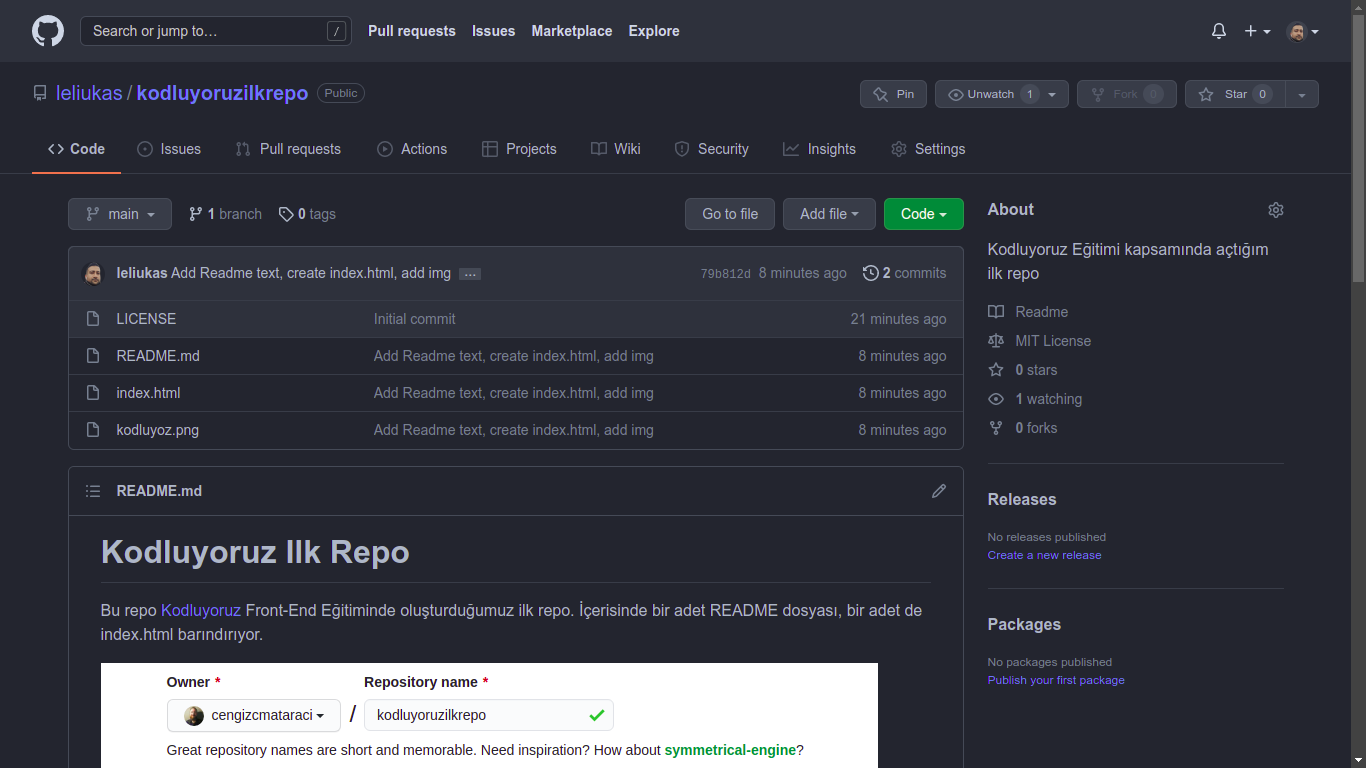 Search or jump to… /
Pull requests Issues Marketplace Explore
leliukas / kodluyoruzilkrepo Public
Pin Unwatch 1 Fork 0 Star 0
Code Issues Pull requests Actions Projects Wiki Security Insights Settings
main 1 branch 0 tags Go to file Add file Code
leliukas Add Readme text, create index.html, add img … 79b812d 8 minutes ago 2 commits
LICENSE Initial commit 21 minutes ago
README.md Add Readme text, create index.html, add img 8 minutes ago
index.html Add Readme text, create index.html, add img 8 minutes ago
kodluyoz.png Add Readme text, create index.html, add img 8 minutes ago
README.md
Kodluyoruz Ilk Repo
Bu repo Kodluyoruz Front-End Eğitiminde oluşturduğumuz ilk repo. İçerisinde bir adet README dosyası, bir adet de
index.html barındırıyor.
Owner * Repository name *
cengizcmataraci / kodluyoruzilkrepo
Great repository names are short and memorable. Need inspiration? How about symmetrical-engine?
About
Kodluyoruz Eğitimi kapsamında açtığım
ilk repo
Readme
MIT License
0 stars
1 watching
0 forks
Releases
No releases published
Create a new release
Packages
No packages published
Publish your first package